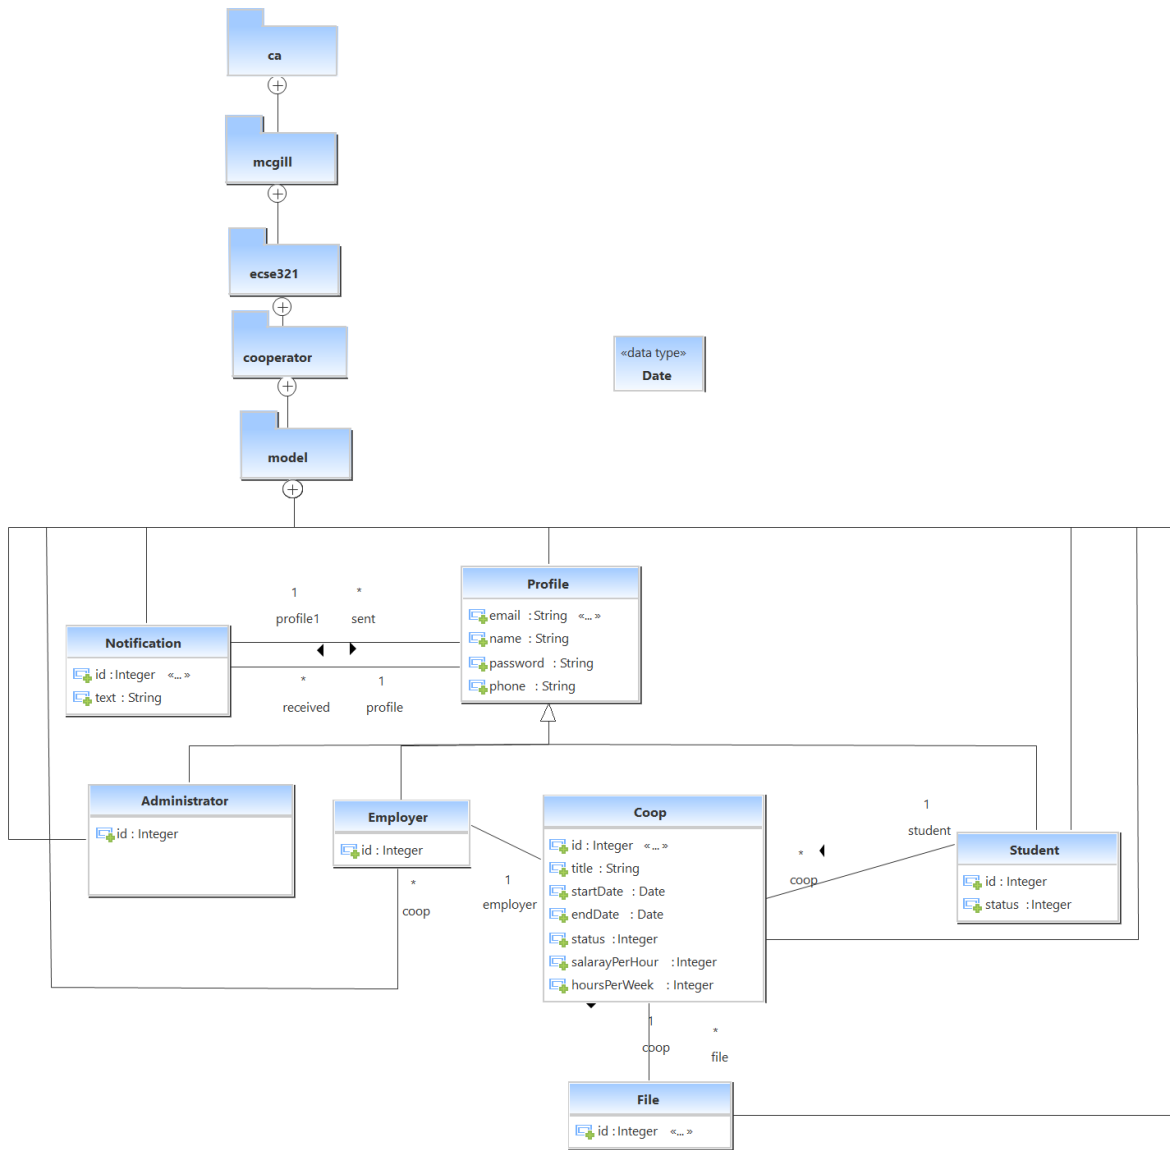 ca
mcgill
ecse321
cooperator
model
«data type»
Date
Profile
email : String «...»
name : String
password : String
phone : String
1
*
profile1
sent
*
1
received
profile
Notification
id : Integer «...»
text : String
Administrator
id : Integer
Employer
id : Integer
*
coop
1
employer
Coop
id : Integer «...»
title : String
startDate : Date
endDate : Date
status : Integer
salarayPerHour : Integer
hoursPerWeek : Integer
1
student
*
coop
Student
id : Integer
status : Integer
1
coop
*
file
File
id : Integer «...»